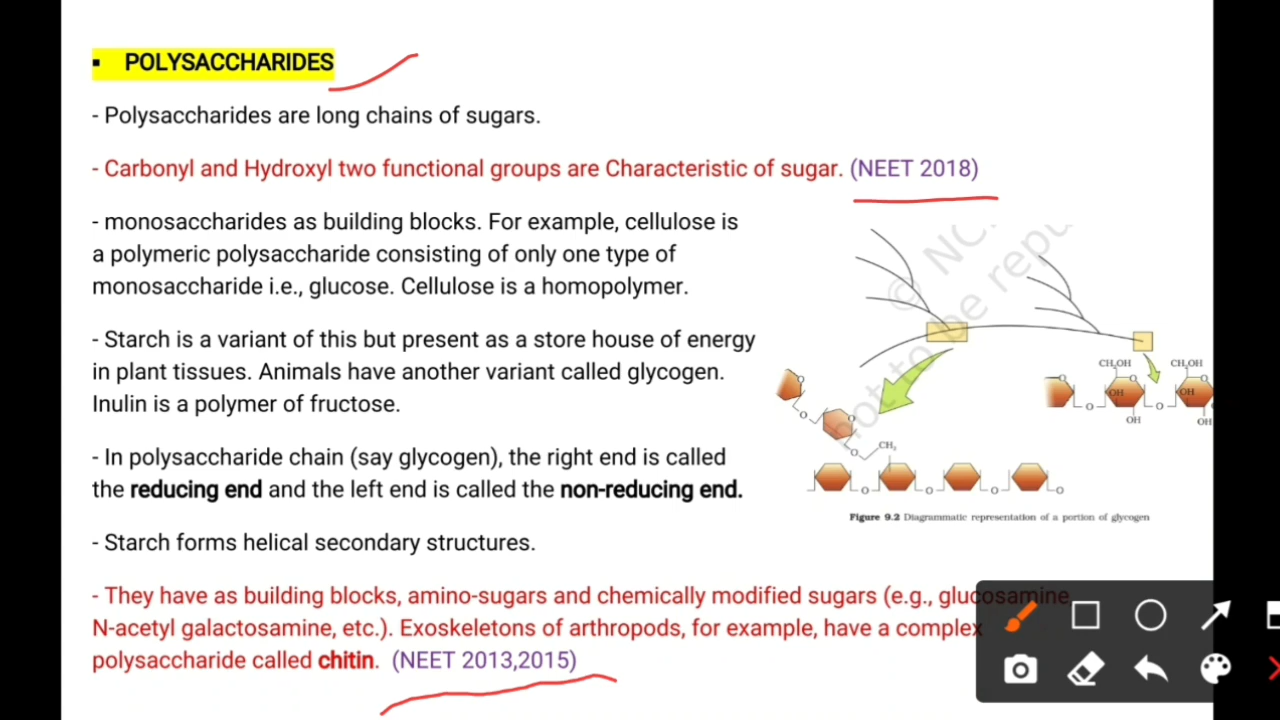 ▪ POLYSACCHARIDES
- Polysaccharides are long chains of sugars.
- Carbonyl and Hydroxyl two functional groups are Characteristic of sugar. (NEET 2018)
- monosaccharides as building blocks. For example, cellulose is
a polymeric polysaccharide consisting of only one type of
monosaccharide i.e., glucose. Cellulose is a homopolymer.
- Starch is a variant of this but present as a store house of energy
in plant tissues. Animals have another variant called glycogen.
Inulin is a polymer of fructose.
- In polysaccharide chain (say glycogen), the right end is called
the reducing end and the left end is called the non-reducing end.
- Starch forms helical secondary structures.
- They have as building blocks, amino-sugars and chemically modified sugars (e.g., glucosamine,
N-acetyl galactosamine, etc.). Exoskeletons of arthropods, for example, have a complex
polysaccharide called chitin. (NEET 2013,2015)
© NC
not to be repu
CH₂OH CH₂OH
O O
OH OH
O O
OH OH
O
O O
O CH₂
O O O O
Figure 9.2 Diagrammatic representation of a portion of glycogen